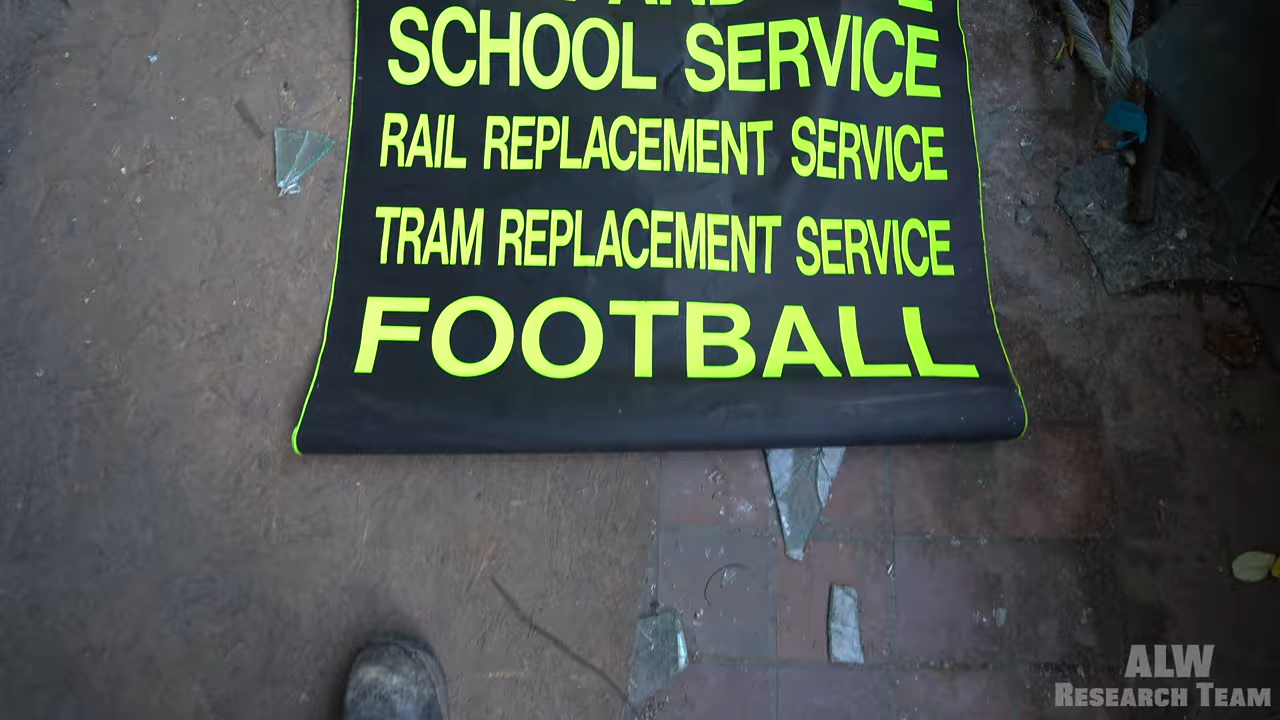 SCHOOL SERVICE
RAIL REPLACEMENT SERVICE
TRAM REPLACEMENT SERVICE
FOOTBALL
ALW
RESEARCH TEAM